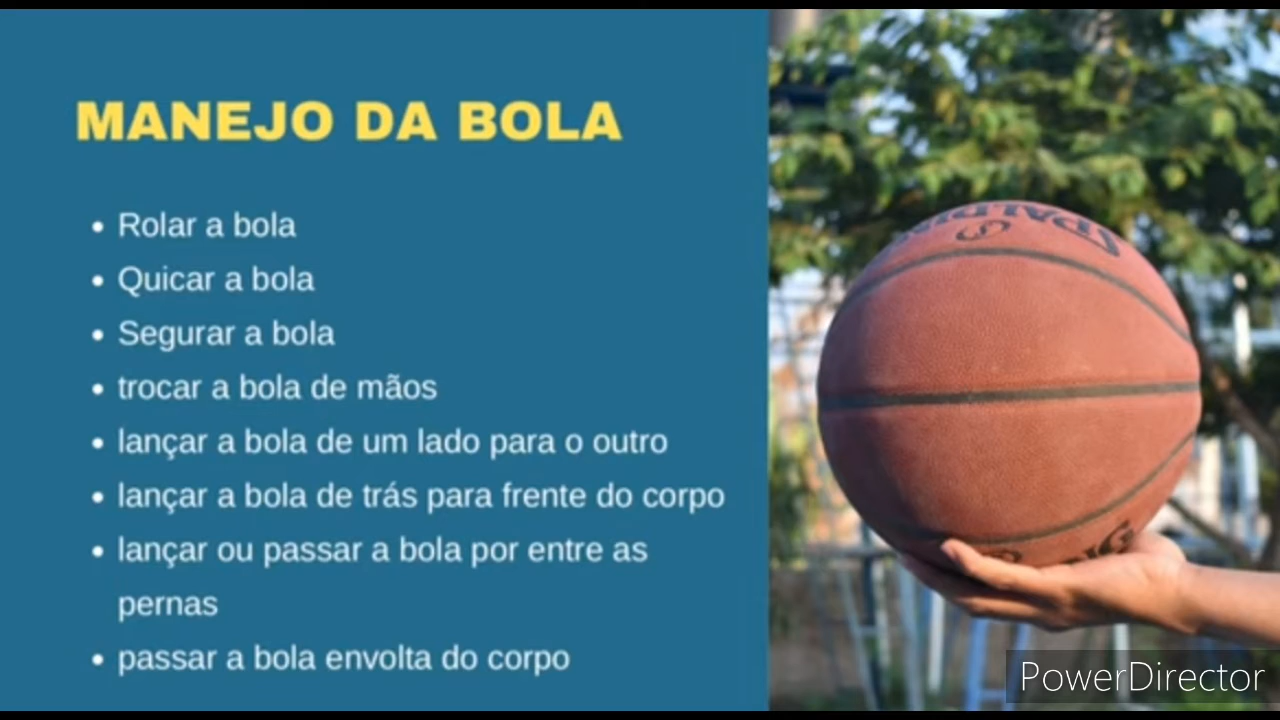 MANEJO DA BOLA
Rolar a bola
Quicar a bola
Segurar a bola
trocar a bola de mãos
lançar a bola de um lado para o outro
lançar a bola de trás para frente do corpo
lançar ou passar a bola por entre as
pernas
passar a bola envolta do corpo
SPALDING
PowerDirector